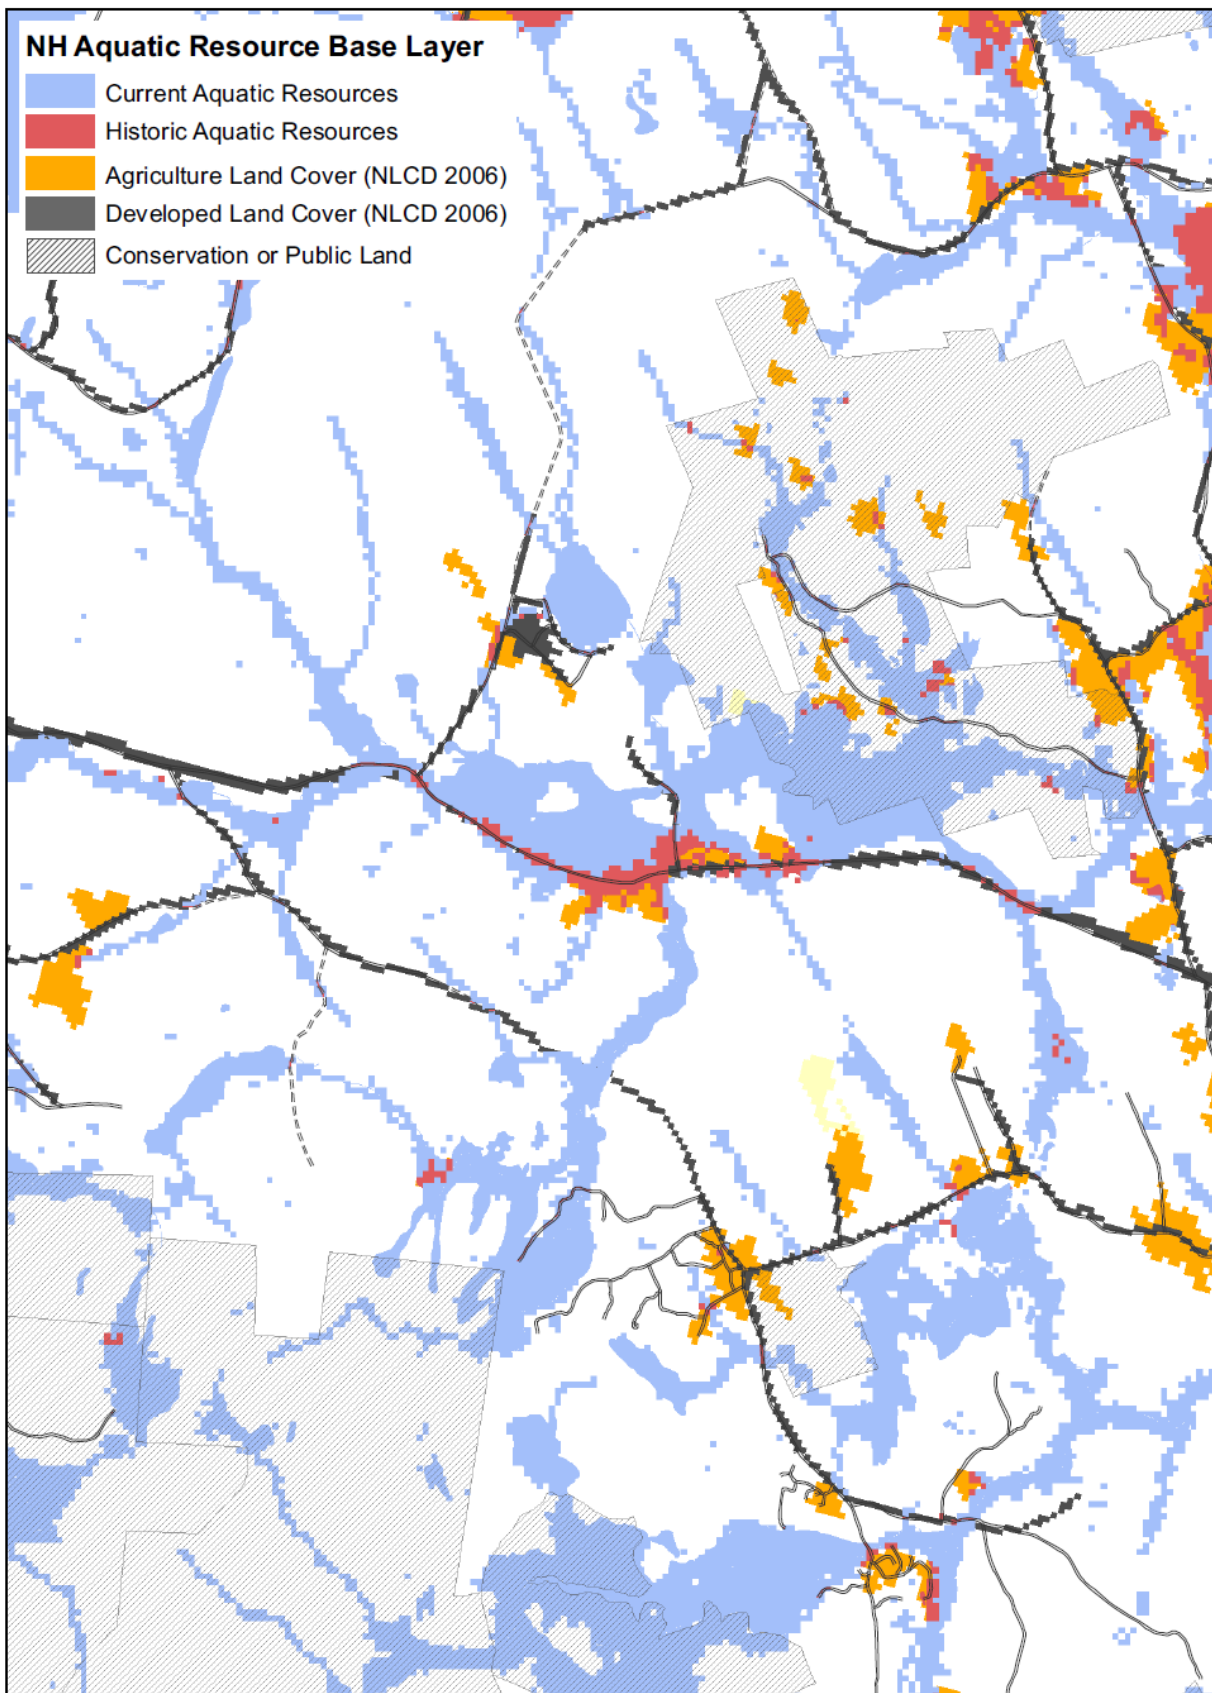 NH Aquatic Resource Base Layer
Current Aquatic Resources
Historic Aquatic Resources
Agriculture Land Cover (NLCD 2006)
Developed Land Cover (NLCD 2006)
Conservation or Public Land